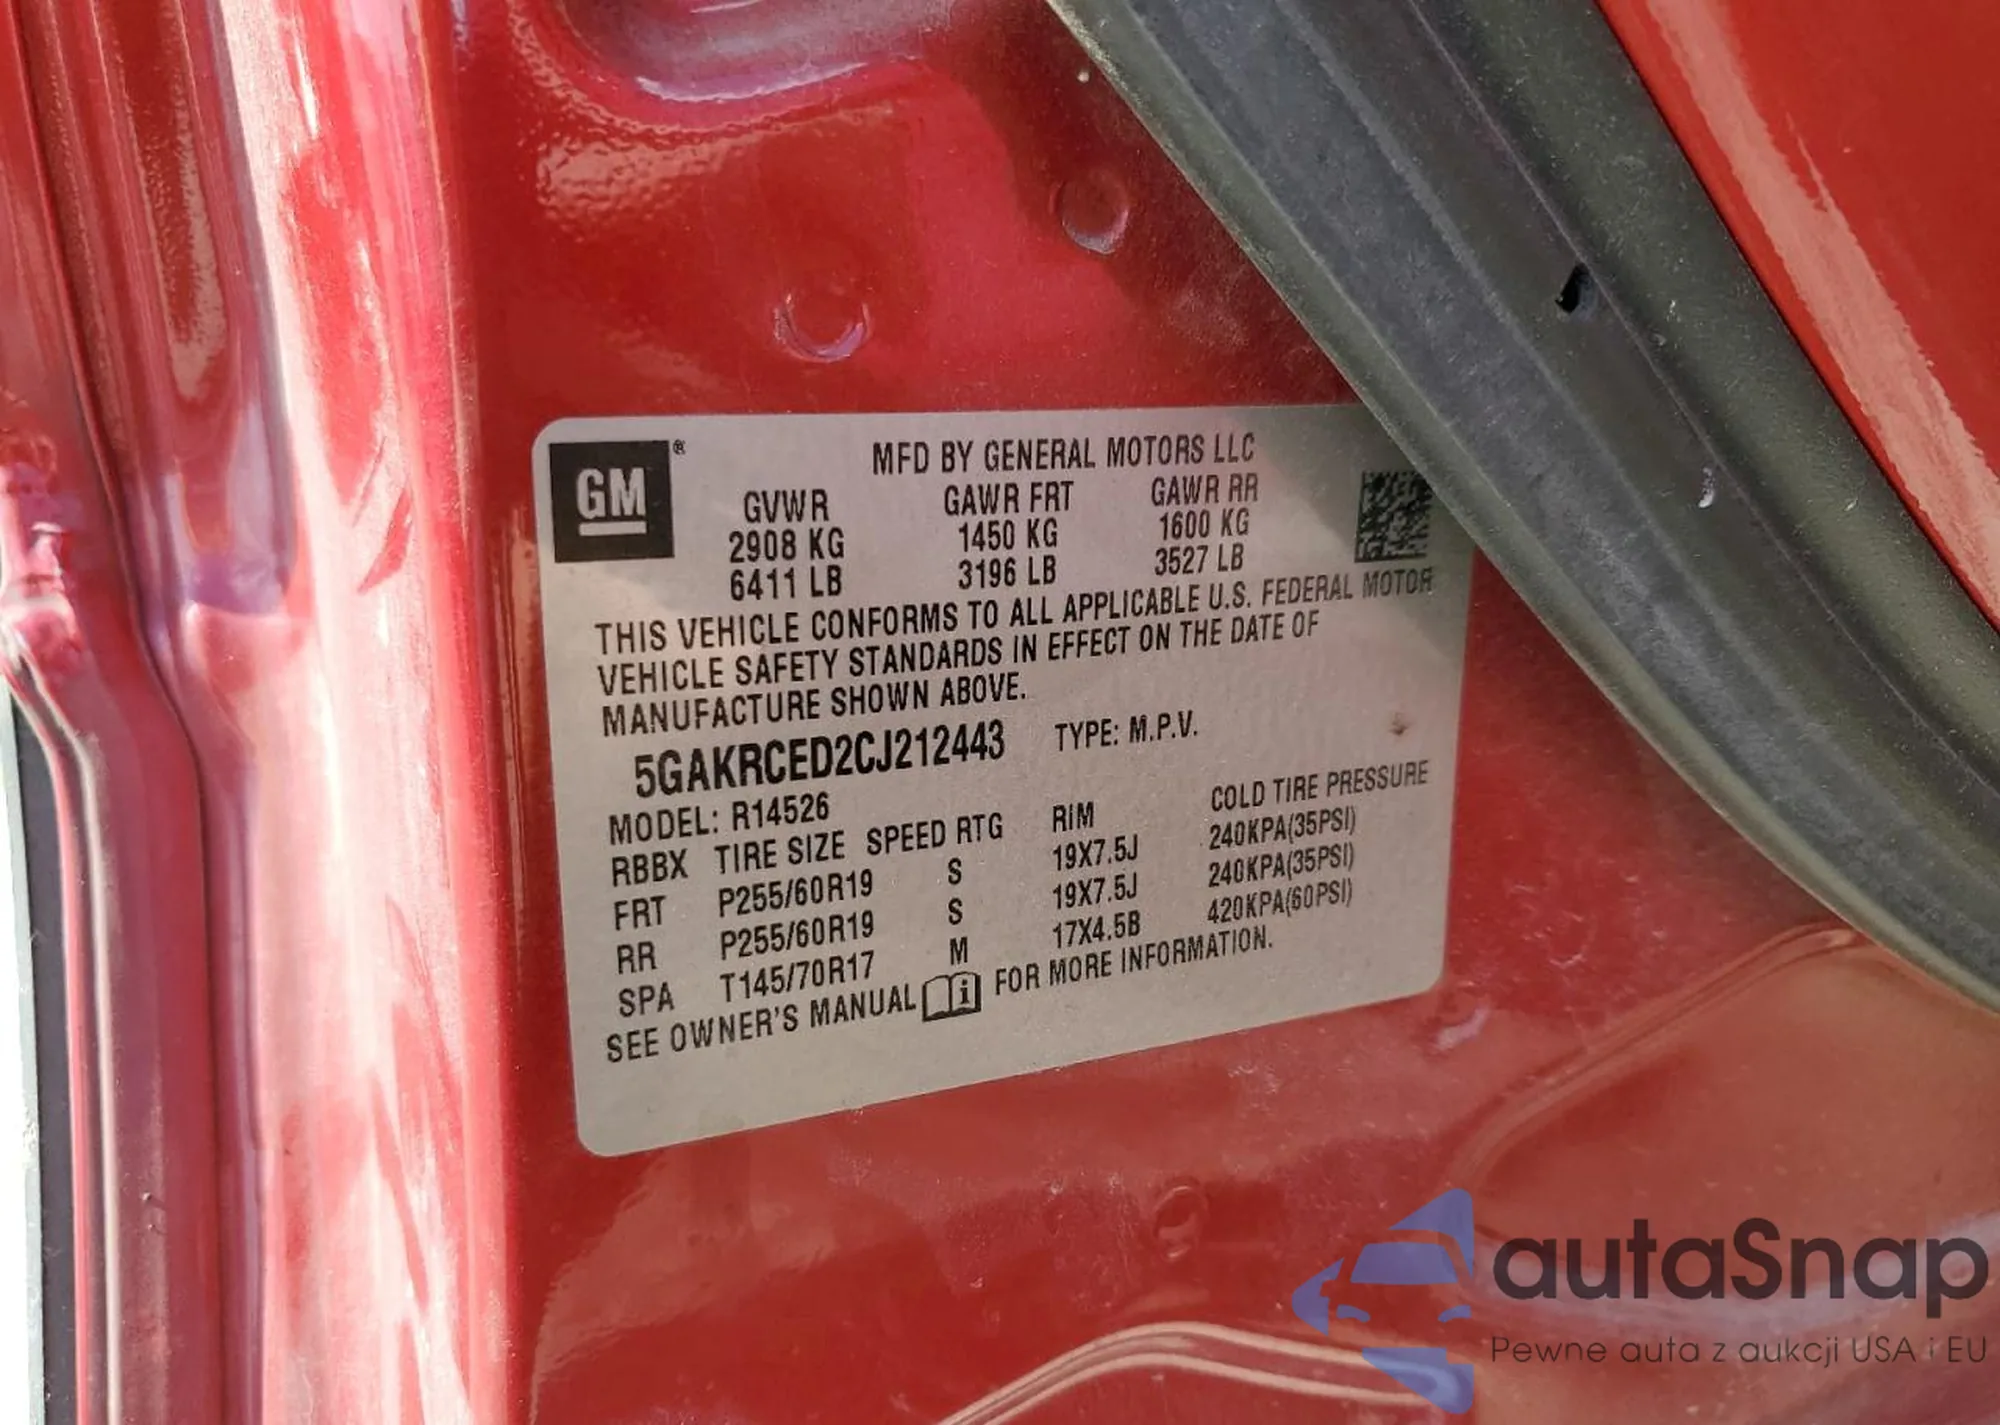 GM®
MFD BY GENERAL MOTORS LLC
GVWR GAWR FRT GAWR RR
2908 KG 1450 KG 1600 KG
6411 LB 3196 LB 3527 LB
THIS VEHICLE CONFORMS TO ALL APPLICABLE U.S. FEDERAL MOTOR
VEHICLE SAFETY STANDARDS IN EFFECT ON THE DATE OF
MANUFACTURE SHOWN ABOVE.
5GAKRCED2CJ212443 TYPE: M.P.V.
MODEL: R14526
RBBX TIRE SIZE SPEED RTG RIM COLD TIRE PRESSURE
FRT P255/60R19 S 19X7.5J 240KPA(35PSI)
RR P255/60R19 S 19X7.5J 240KPA(35PSI)
SPA T145/70R17 M 17X4.5B 420KPA(60PSI)
SEE OWNER'S MANUAL i FOR MORE INFORMATION.
autaSnap
Pewne auta z aukcji USA i EU